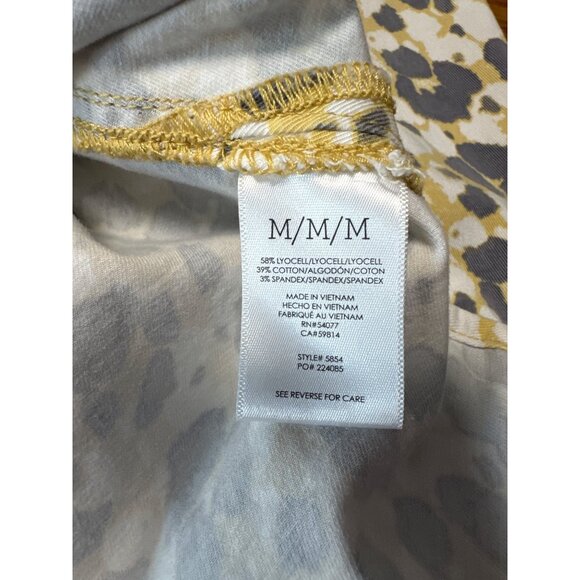 M/M/M
58% LYOCELL/LYOCELL/LYOCELL
39% COTTON/ALGODÓN/COTON
3% SPANDEX/SPANDEX/SPANDEX
MADE IN VIETNAM
HECHO EN VIETNAM
FABRIQUÉ AU VIETNAM
RN#54077
CA#59814
STYLE# 5854
PO# 224085
SEE REVERSE FOR CARE